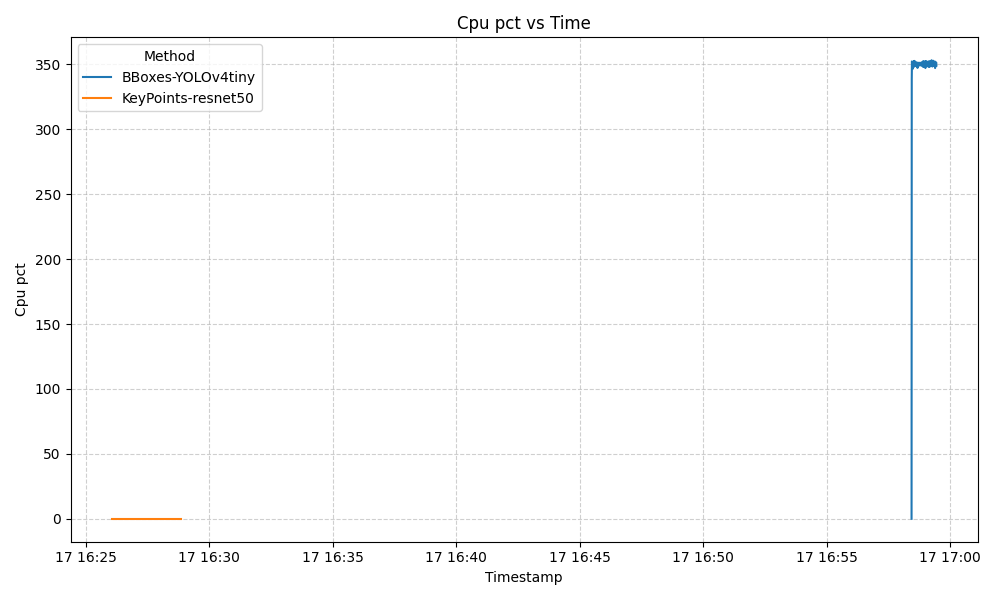 Cpu pct vs Time
Method
BBoxes-YOLOv4tiny
KeyPoints-resnet50
Cpu pct
350
300
250
200
150
100
50
0
17 16:25 17 16:30 17 16:35 17 16:40 17 16:45 17 16:50 17 16:55 17 17:00
Timestamp